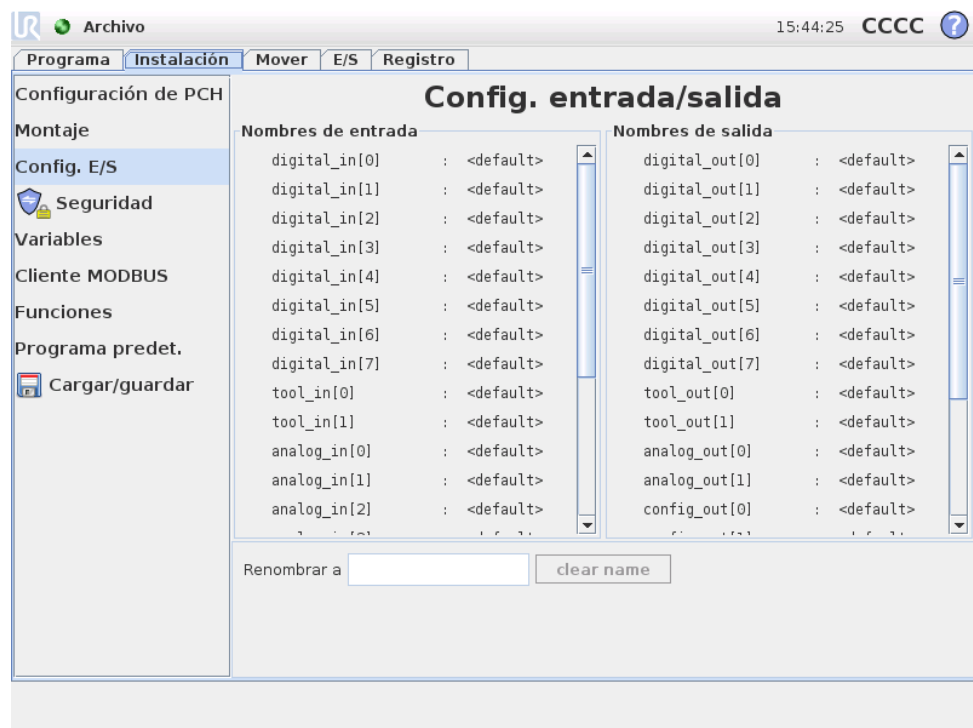 UR Archivo 15:44:25 CCCC ?
Programa Instalación Mover E/S Registro
Configuración de PCH
Montaje
Config. E/S
Seguridad
Variables
Cliente MODBUS
Funciones
Programa predet.
Cargar/guardar
Config. entrada/salida
Nombres de entrada
digital_in[0] : <default>
digital_in[1] : <default>
digital_in[2] : <default>
digital_in[3] : <default>
digital_in[4] : <default>
digital_in[5] : <default>
digital_in[6] : <default>
digital_in[7] : <default>
tool_in[0] : <default>
tool_in[1] : <default>
analog_in[0] : <default>
analog_in[1] : <default>
analog_in[2] : <default>
Nombres de salida
digital_out[0] : <default>
digital_out[1] : <default>
digital_out[2] : <default>
digital_out[3] : <default>
digital_out[4] : <default>
digital_out[5] : <default>
digital_out[6] : <default>
digital_out[7] : <default>
tool_out[0] : <default>
tool_out[1] : <default>
analog_out[0] : <default>
analog_out[1] : <default>
config_out[0] : <default>
Renombrar a
clear name